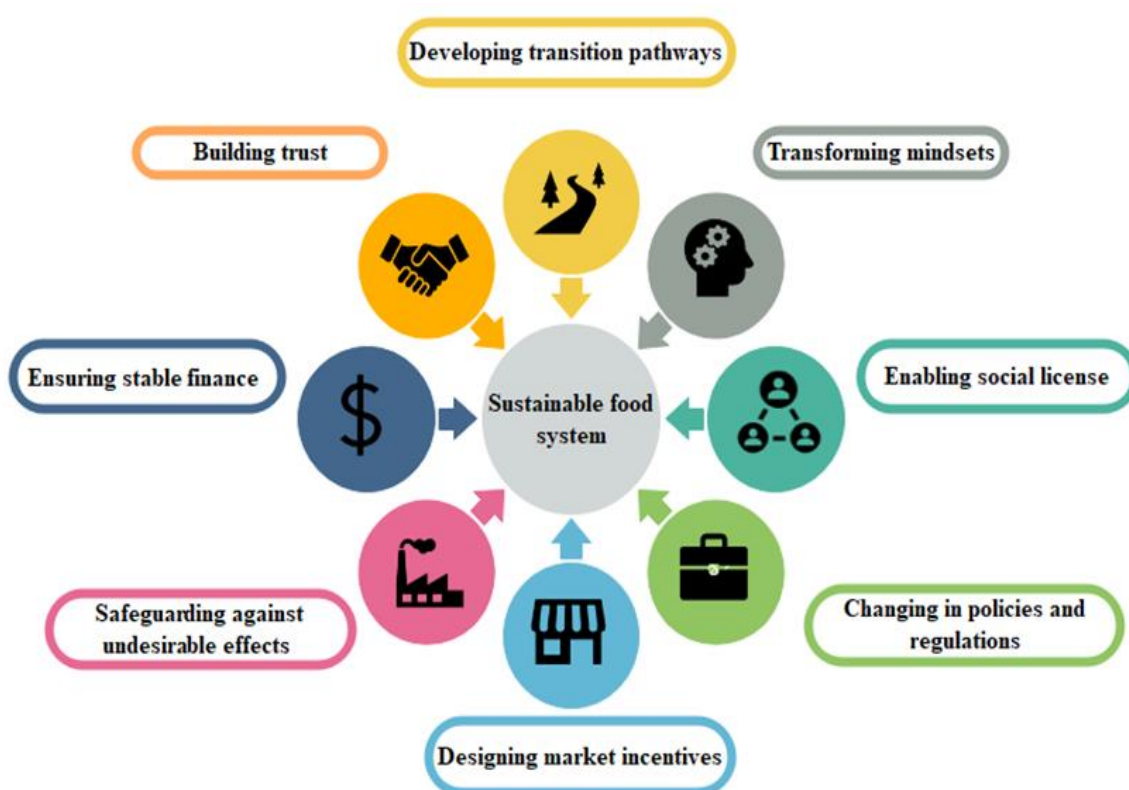 Developing transition pathways
Building trust
Transforming mindsets
Ensuring stable finance
Sustainable food
system
Enabling social license
Safeguarding against
undesirable effects
Changing in policies and
regulations
Designing market incentives
$